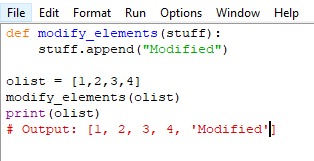 File Edit Format Run Options Window Help
def modify_elements(stuff):
    stuff.append("Modified")
olist = [1,2,3,4]
modify_elements(olist)
print(olist)
# Output: [1, 2, 3, 4, 'Modified']